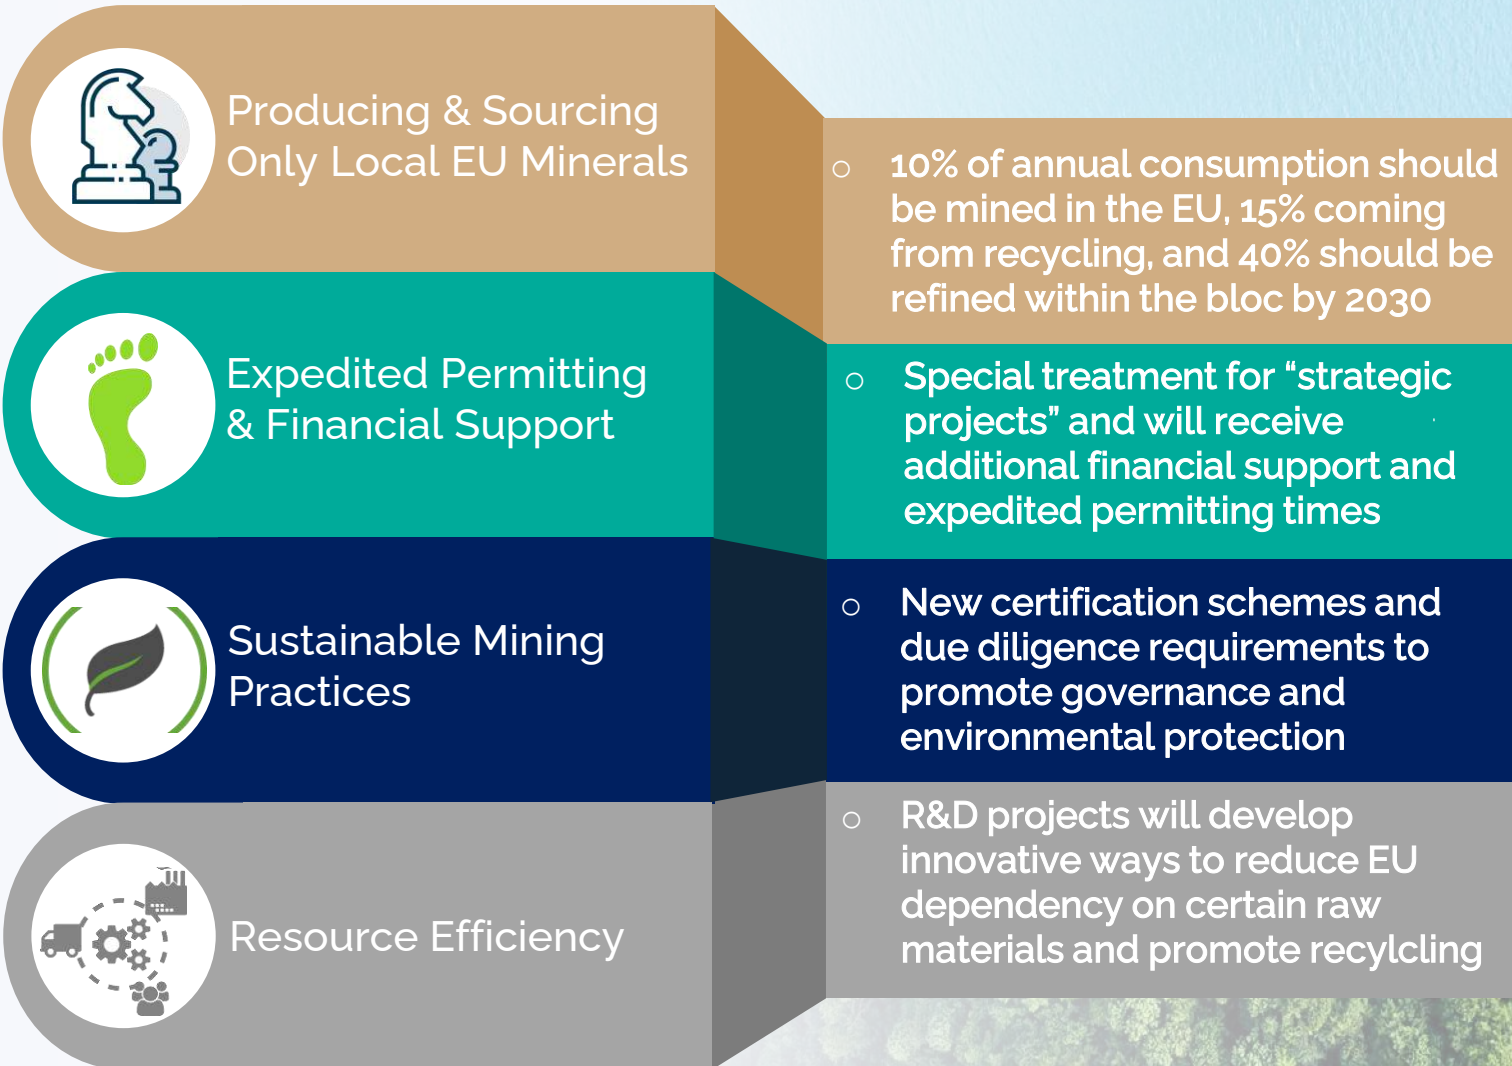 Producing & Sourcing
Only Local EU Minerals
○ 10% of annual consumption should
be mined in the EU, 15% coming
from recycling, and 40% should be
refined within the bloc by 2030
Expedited Permitting
& Financial Support
○ Special treatment for “strategic
projects” and will receive
additional financial support and
expedited permitting times
Sustainable Mining
Practices
○ New certification schemes and
due diligence requirements to
promote governance and
environmental protection
Resource Efficiency
○ R&D projects will develop
innovative ways to reduce EU
dependency on certain raw
materials and promote recylcling